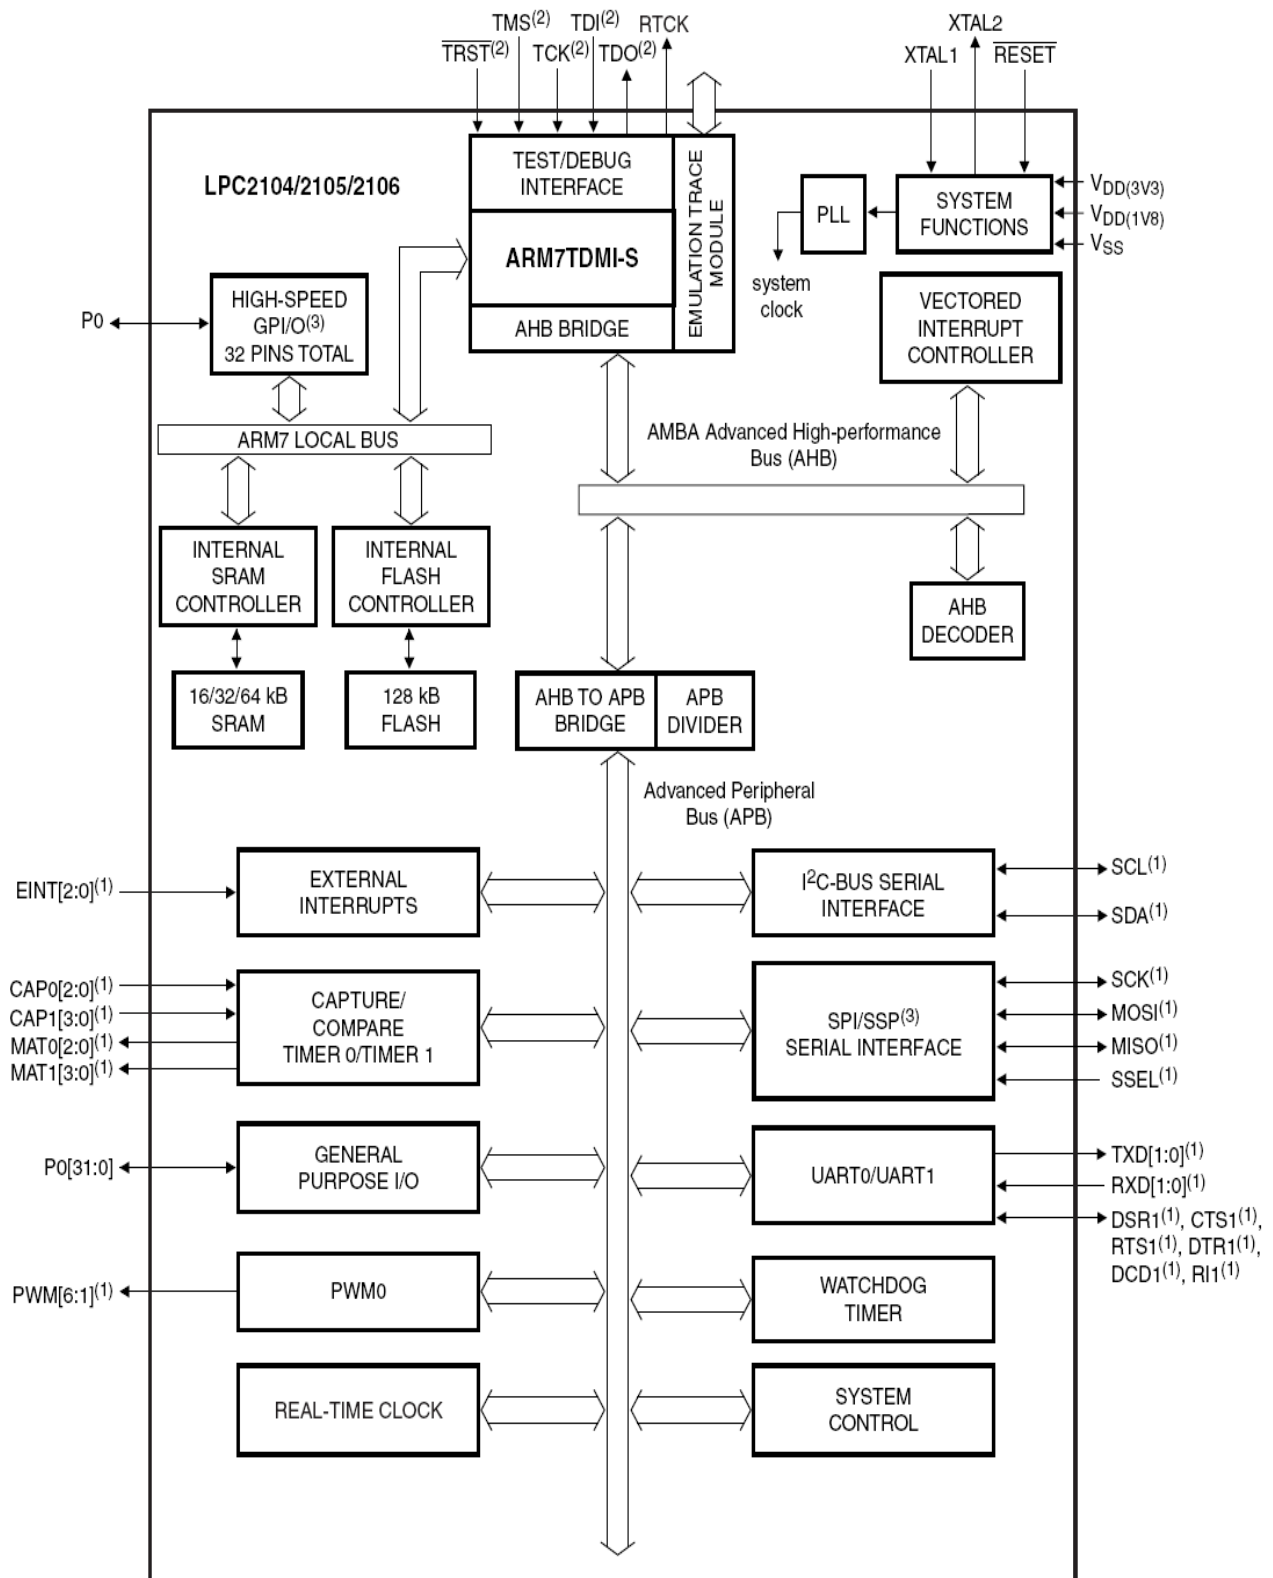 TMS(2) TDI(2) RTCK
TRST(2) TCK(2) TDO(2)
XTAL2
XTAL1 RESET
LPC2104/2105/2106
TEST/DEBUG
INTERFACE
ARM7TDMI-S
AHB BRIDGE
EMULATION TRACE
MODULE
PLL
system
clock
SYSTEM
FUNCTIONS
VDD(3V3)
VDD(1V8)
VSS
P0
HIGH-SPEED
GPI/O(3)
32 PINS TOTAL
VECTORED
INTERRUPT
CONTROLLER
ARM7 LOCAL BUS
AMBA Advanced High-performance
Bus (AHB)
INTERNAL
SRAM
CONTROLLER
INTERNAL
FLASH
CONTROLLER
AHB
DECODER
16/32/64 kB
SRAM
128 kB
FLASH
AHB TO APB
BRIDGE
APB
DIVIDER
Advanced Peripheral
Bus (APB)
EINT[2:0](1)
EXTERNAL
INTERRUPTS
I2C-BUS SERIAL
INTERFACE
SCL(1)
SDA(1)
CAP0[2:0](1)
CAP1[3:0](1)
MAT0[2:0](1)
MAT1[3:0](1)
CAPTURE/
COMPARE
TIMER 0/TIMER 1
SPI/SSP(3)
SERIAL INTERFACE
SCK(1)
MOSI(1)
MISO(1)
SSEL(1)
P0[31:0]
GENERAL
PURPOSE I/O
UART0/UART1
TXD[1:0](1)
RXD[1:0](1)
DSR1(1), CTS1(1),
RTS1(1), DTR1(1),
DCD1(1), RI1(1)
PWM[6:1](1)
PWM0
WATCHDOG
TIMER
REAL-TIME CLOCK
SYSTEM
CONTROL